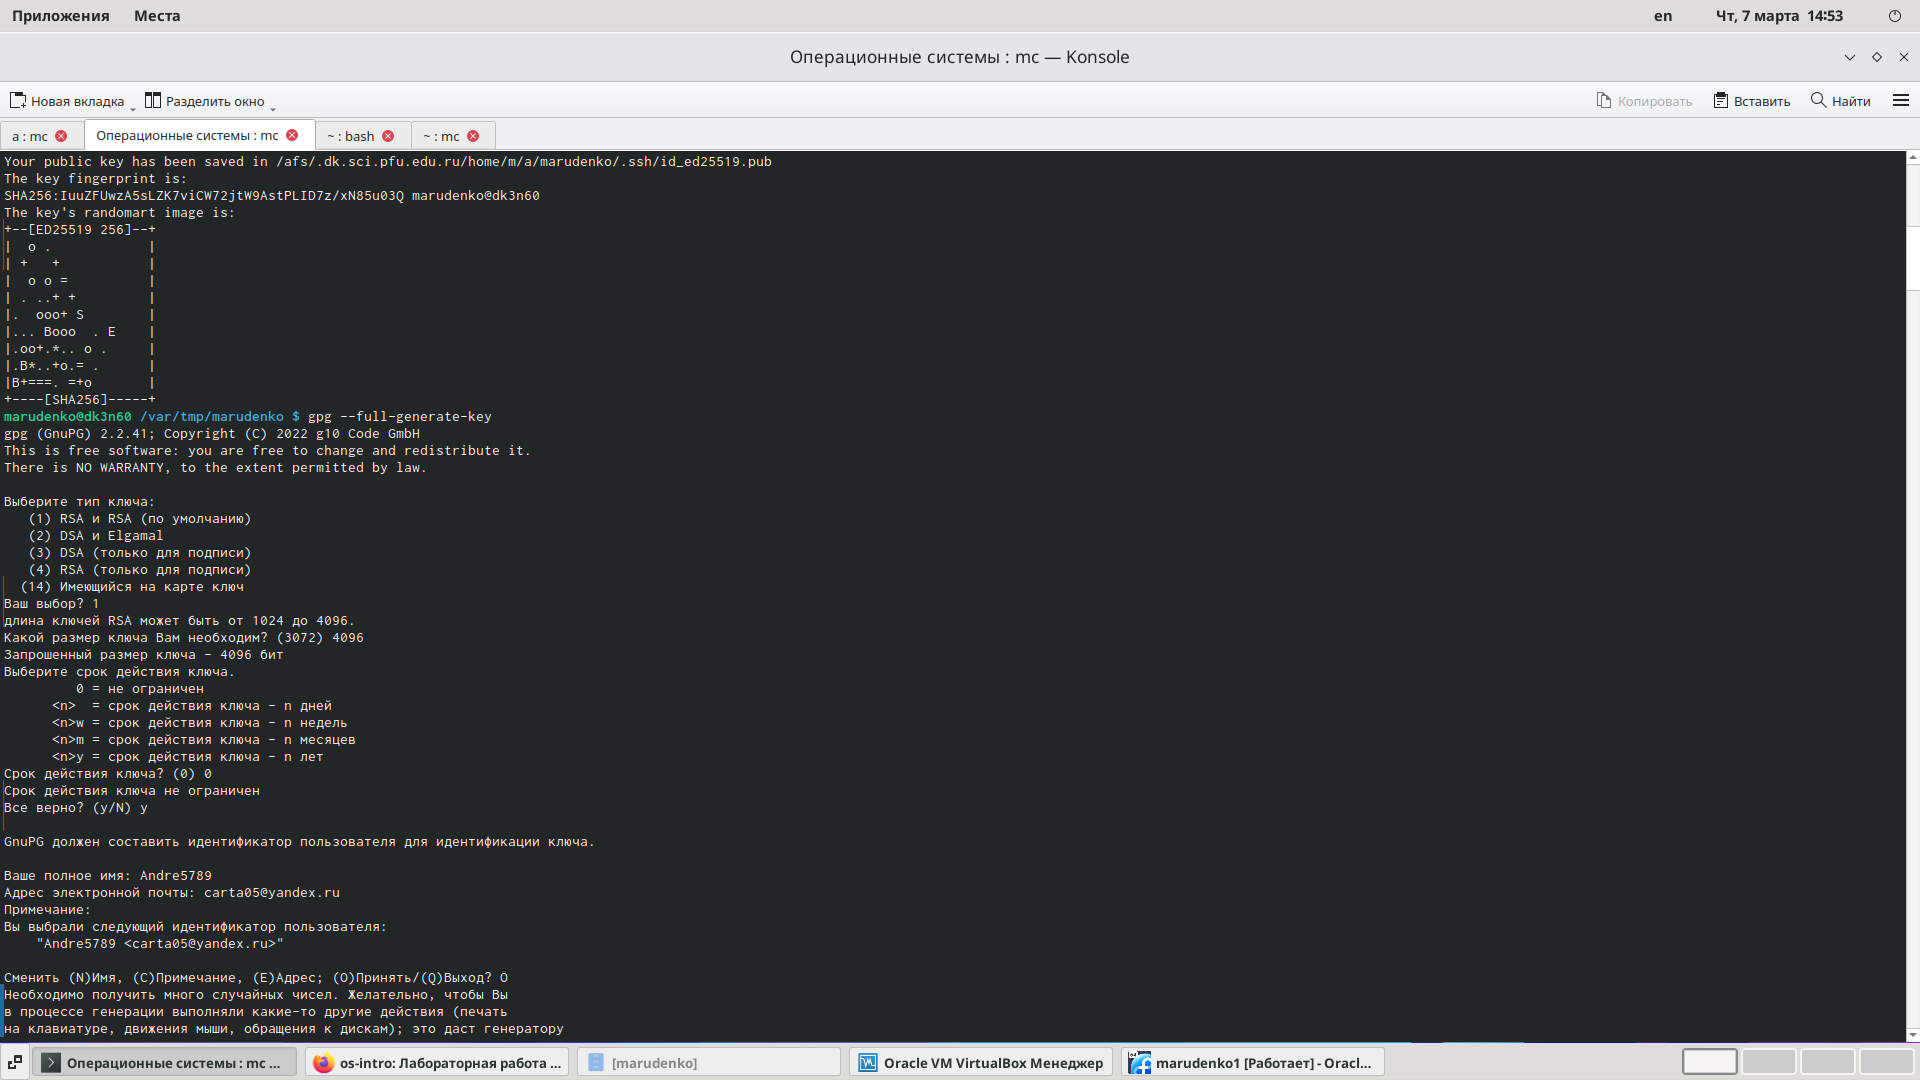 Приложения Места en Чт, 7 марта 14:53
Операционные системы : mc — Konsole
Новая вкладка Разделить окно Копировать Вставить Найти
a : mc Операционные системы : mc ~ : bash ~ : mc
Your public key has been saved in /afs/.dk.sci.pfu.edu.ru/home/m/a/marudenko/.ssh/id_ed25519.pub
The key fingerprint is:
SHA256:IuuZFUwzA5sLZK7viCW72jtW9AstPLID7z/xN85u03Q marudenko@dk3n60
The key's randomart image is:
+--[ED25519 256]--+
|  o .            |
| +   +           |
|  o o =          |
| . ..+ +         |
|.  ooo+ S        |
|... Booo  . E    |
|.oo+.*.. o .     |
|.B*..+o.= .      |
|B+===. =+o       |
+----[SHA256]-----+
marudenko@dk3n60 /var/tmp/marudenko $ gpg --full-generate-key
gpg (GnuPG) 2.2.41; Copyright (C) 2022 g10 Code GmbH
This is free software: you are free to change and redistribute it.
There is NO WARRANTY, to the extent permitted by law.
Выберите тип ключа:
   (1) RSA и RSA (по умолчанию)
   (2) DSA и Elgamal
   (3) DSA (только для подписи)
   (4) RSA (только для подписи)
  (14) Имеющийся на карте ключ
Ваш выбор? 1
длина ключей RSA может быть от 1024 до 4096.
Какой размер ключа Вам необходим? (3072) 4096
Запрошенный размер ключа - 4096 бит
Выберите срок действия ключа.
         0 = не ограничен
      <n>  = срок действия ключа - n дней
      <n>w = срок действия ключа - n недель
      <n>m = срок действия ключа - n месяцев
      <n>y = срок действия ключа - n лет
Срок действия ключа? (0) 0
Срок действия ключа не ограничен
Все верно? (y/N) y
GnuPG должен составить идентификатор пользователя для идентификации ключа.
Ваше полное имя: Andre5789
Адрес электронной почты: carta05@yandex.ru
Примечание:
Вы выбрали следующий идентификатор пользователя:
    "Andre5789 <carta05@yandex.ru>"
Сменить (N)Имя, (C)Примечание, (E)Адрес; (O)Принять/(Q)Выход? O
Необходимо получить много случайных чисел. Желательно, чтобы Вы
в процессе генерации выполняли какие-то другие действия (печать
на клавиатуре, движения мыши, обращения к дискам); это даст генератору
Операционные системы : mc ... os-intro: Лабораторная работа ... [marudenko] Oracle VM VirtualBox Менеджер marudenko1 [Работает] - Oracl...